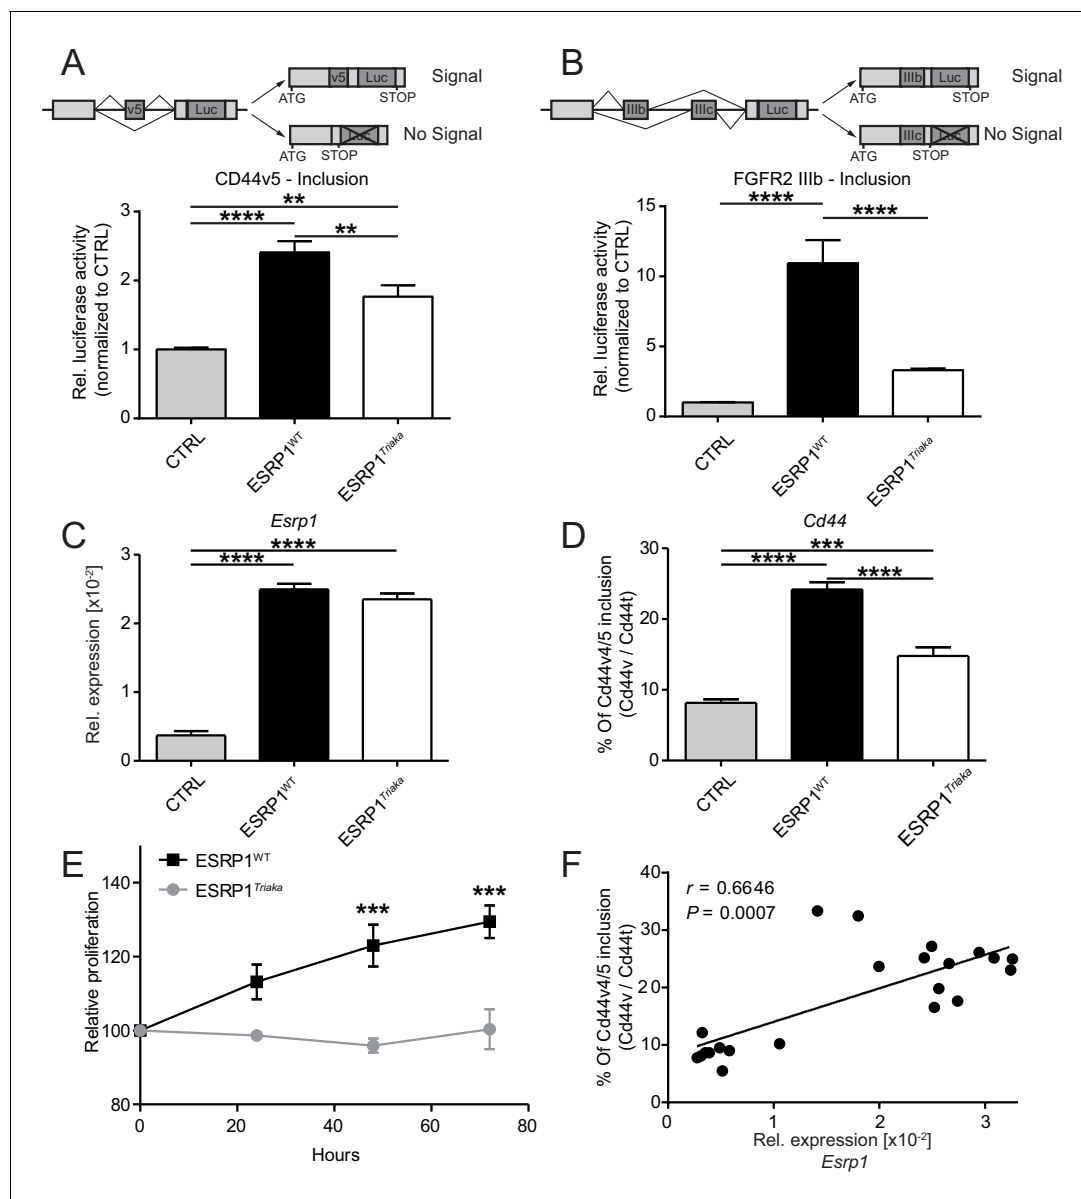 A
v5
Luc
v5
Luc
Signal
ATG
STOP
Luc
No Signal
ATG
STOP
CD44v5 - Inclusion
Rel. luciferase activity
(normalized to CTRL)
3
2
1
0
**
****
**
CTRL
ESRP1WT
ESRP1Triaka
B
IIIb
IIIc
Luc
IIIb
Luc
Signal
ATG
STOP
IIIc
Luc
No Signal
ATG
STOP
FGFR2 IIIb - Inclusion
Rel. luciferase activity
(normalized to CTRL)
15
10
5
0
****
****
CTRL
ESRP1WT
ESRP1Triaka
C
Esrp1
Rel. expression [x10-2]
3
2
1
0
****
****
CTRL
ESRP1WT
ESRP1Triaka
D
Cd44
% Of Cd44v4/5 inclusion
(Cd44v / Cd44t)
30
20
10
0
***
****
****
CTRL
ESRP1WT
ESRP1Triaka
E
ESRP1WT
ESRP1Triaka
Relative proliferation
140
120
100
80
***
***
0 20 40 60 80
Hours
F
r = 0.6646
P = 0.0007
% Of Cd44v4/5 inclusion
(Cd44v / Cd44t)
40
30
20
10
0
0 1 2 3
Rel. expression [x10-2]
Esrp1